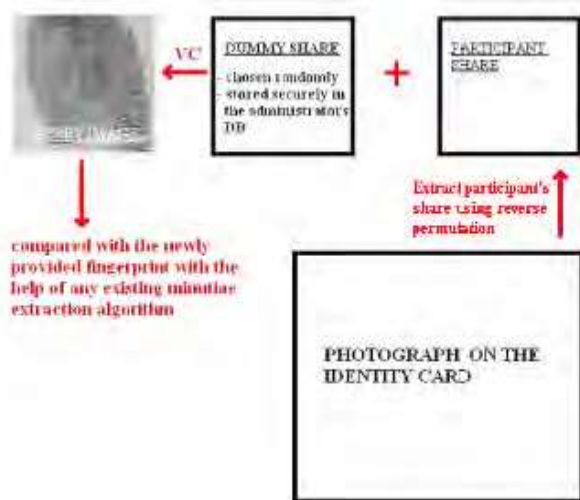 VC
DUMMY SHARE
- chosen randomly
- stored securely in
the administrator's
DB
+
PARTICIPANT
SHARE
Extract participant's
share using reverse
permutation
compared with the newly
provided fingerprint with the
help of any existing minutiae
extraction algorithm
PHOTOGRAPH ON THE
IDENTITY CARD